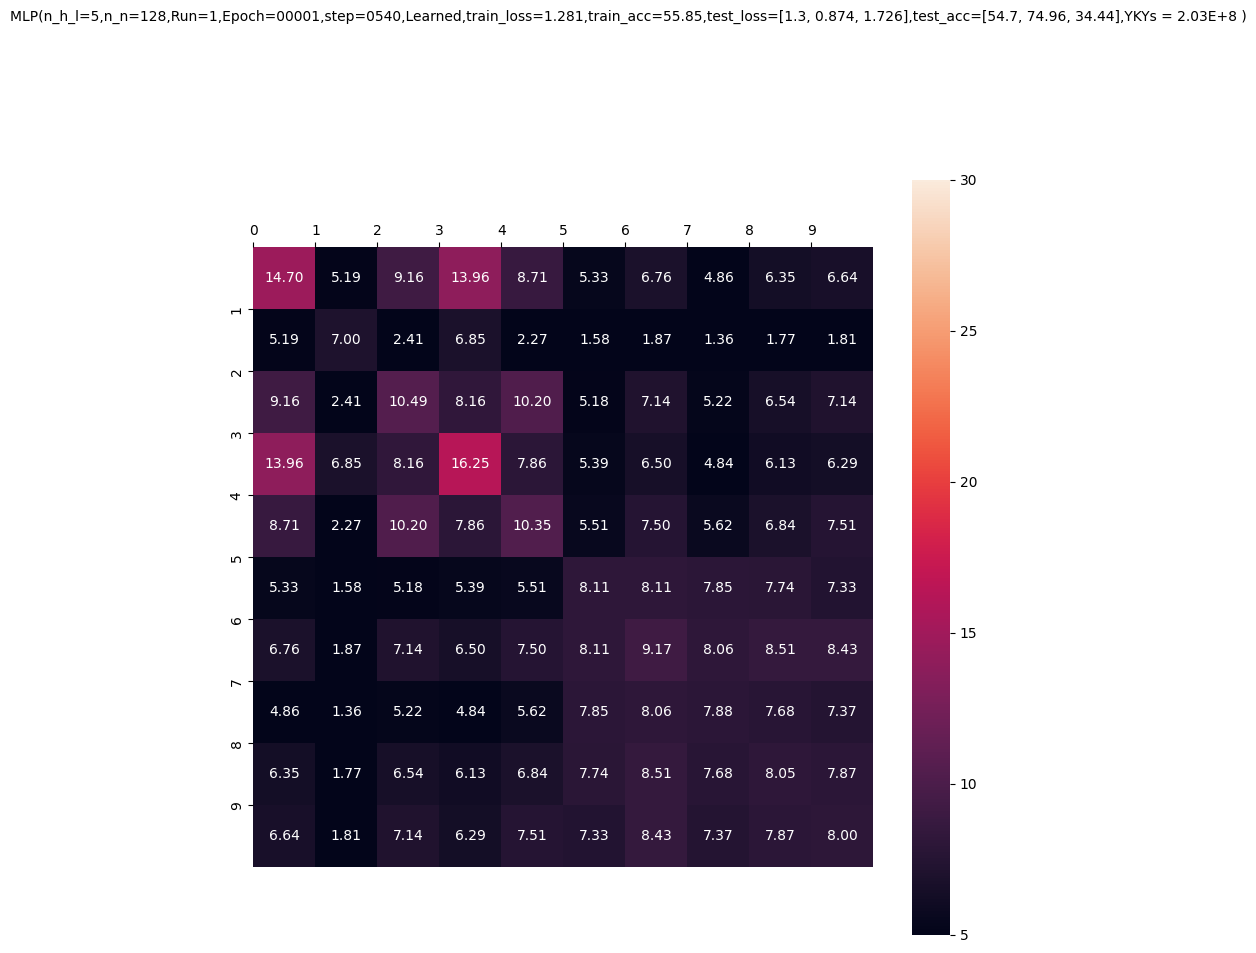 MLP(n_h_l=5,n_n=128,Run=1,Epoch=00001,step=0540,Learned,train_loss=1.281,train_acc=55.85,test_loss=[1.3, 0.874, 1.726],test_acc=[54.7, 74.96, 34.44],YKYs = 2.03E+8 )
0 1 2 3 4 5 6 7 8 9
14.70 5.19 9.16 13.96 8.71 5.33 6.76 4.86 6.35 6.64
1
5.19 7.00 2.41 6.85 2.27 1.58 1.87 1.36 1.77 1.81
2
9.16 2.41 10.49 8.16 10.20 5.18 7.14 5.22 6.54 7.14
3
13.96 6.85 8.16 16.25 7.86 5.39 6.50 4.84 6.13 6.29
4
8.71 2.27 10.20 7.86 10.35 5.51 7.50 5.62 6.84 7.51
5
5.33 1.58 5.18 5.39 5.51 8.11 8.11 7.85 7.74 7.33
6
6.76 1.87 7.14 6.50 7.50 8.11 9.17 8.06 8.51 8.43
7
4.86 1.36 5.22 4.84 5.62 7.85 8.06 7.88 7.68 7.37
8
6.35 1.77 6.54 6.13 6.84 7.74 8.51 7.68 8.05 7.87
9
6.64 1.81 7.14 6.29 7.51 7.33 8.43 7.37 7.87 8.00
30
25
20
15
10
5